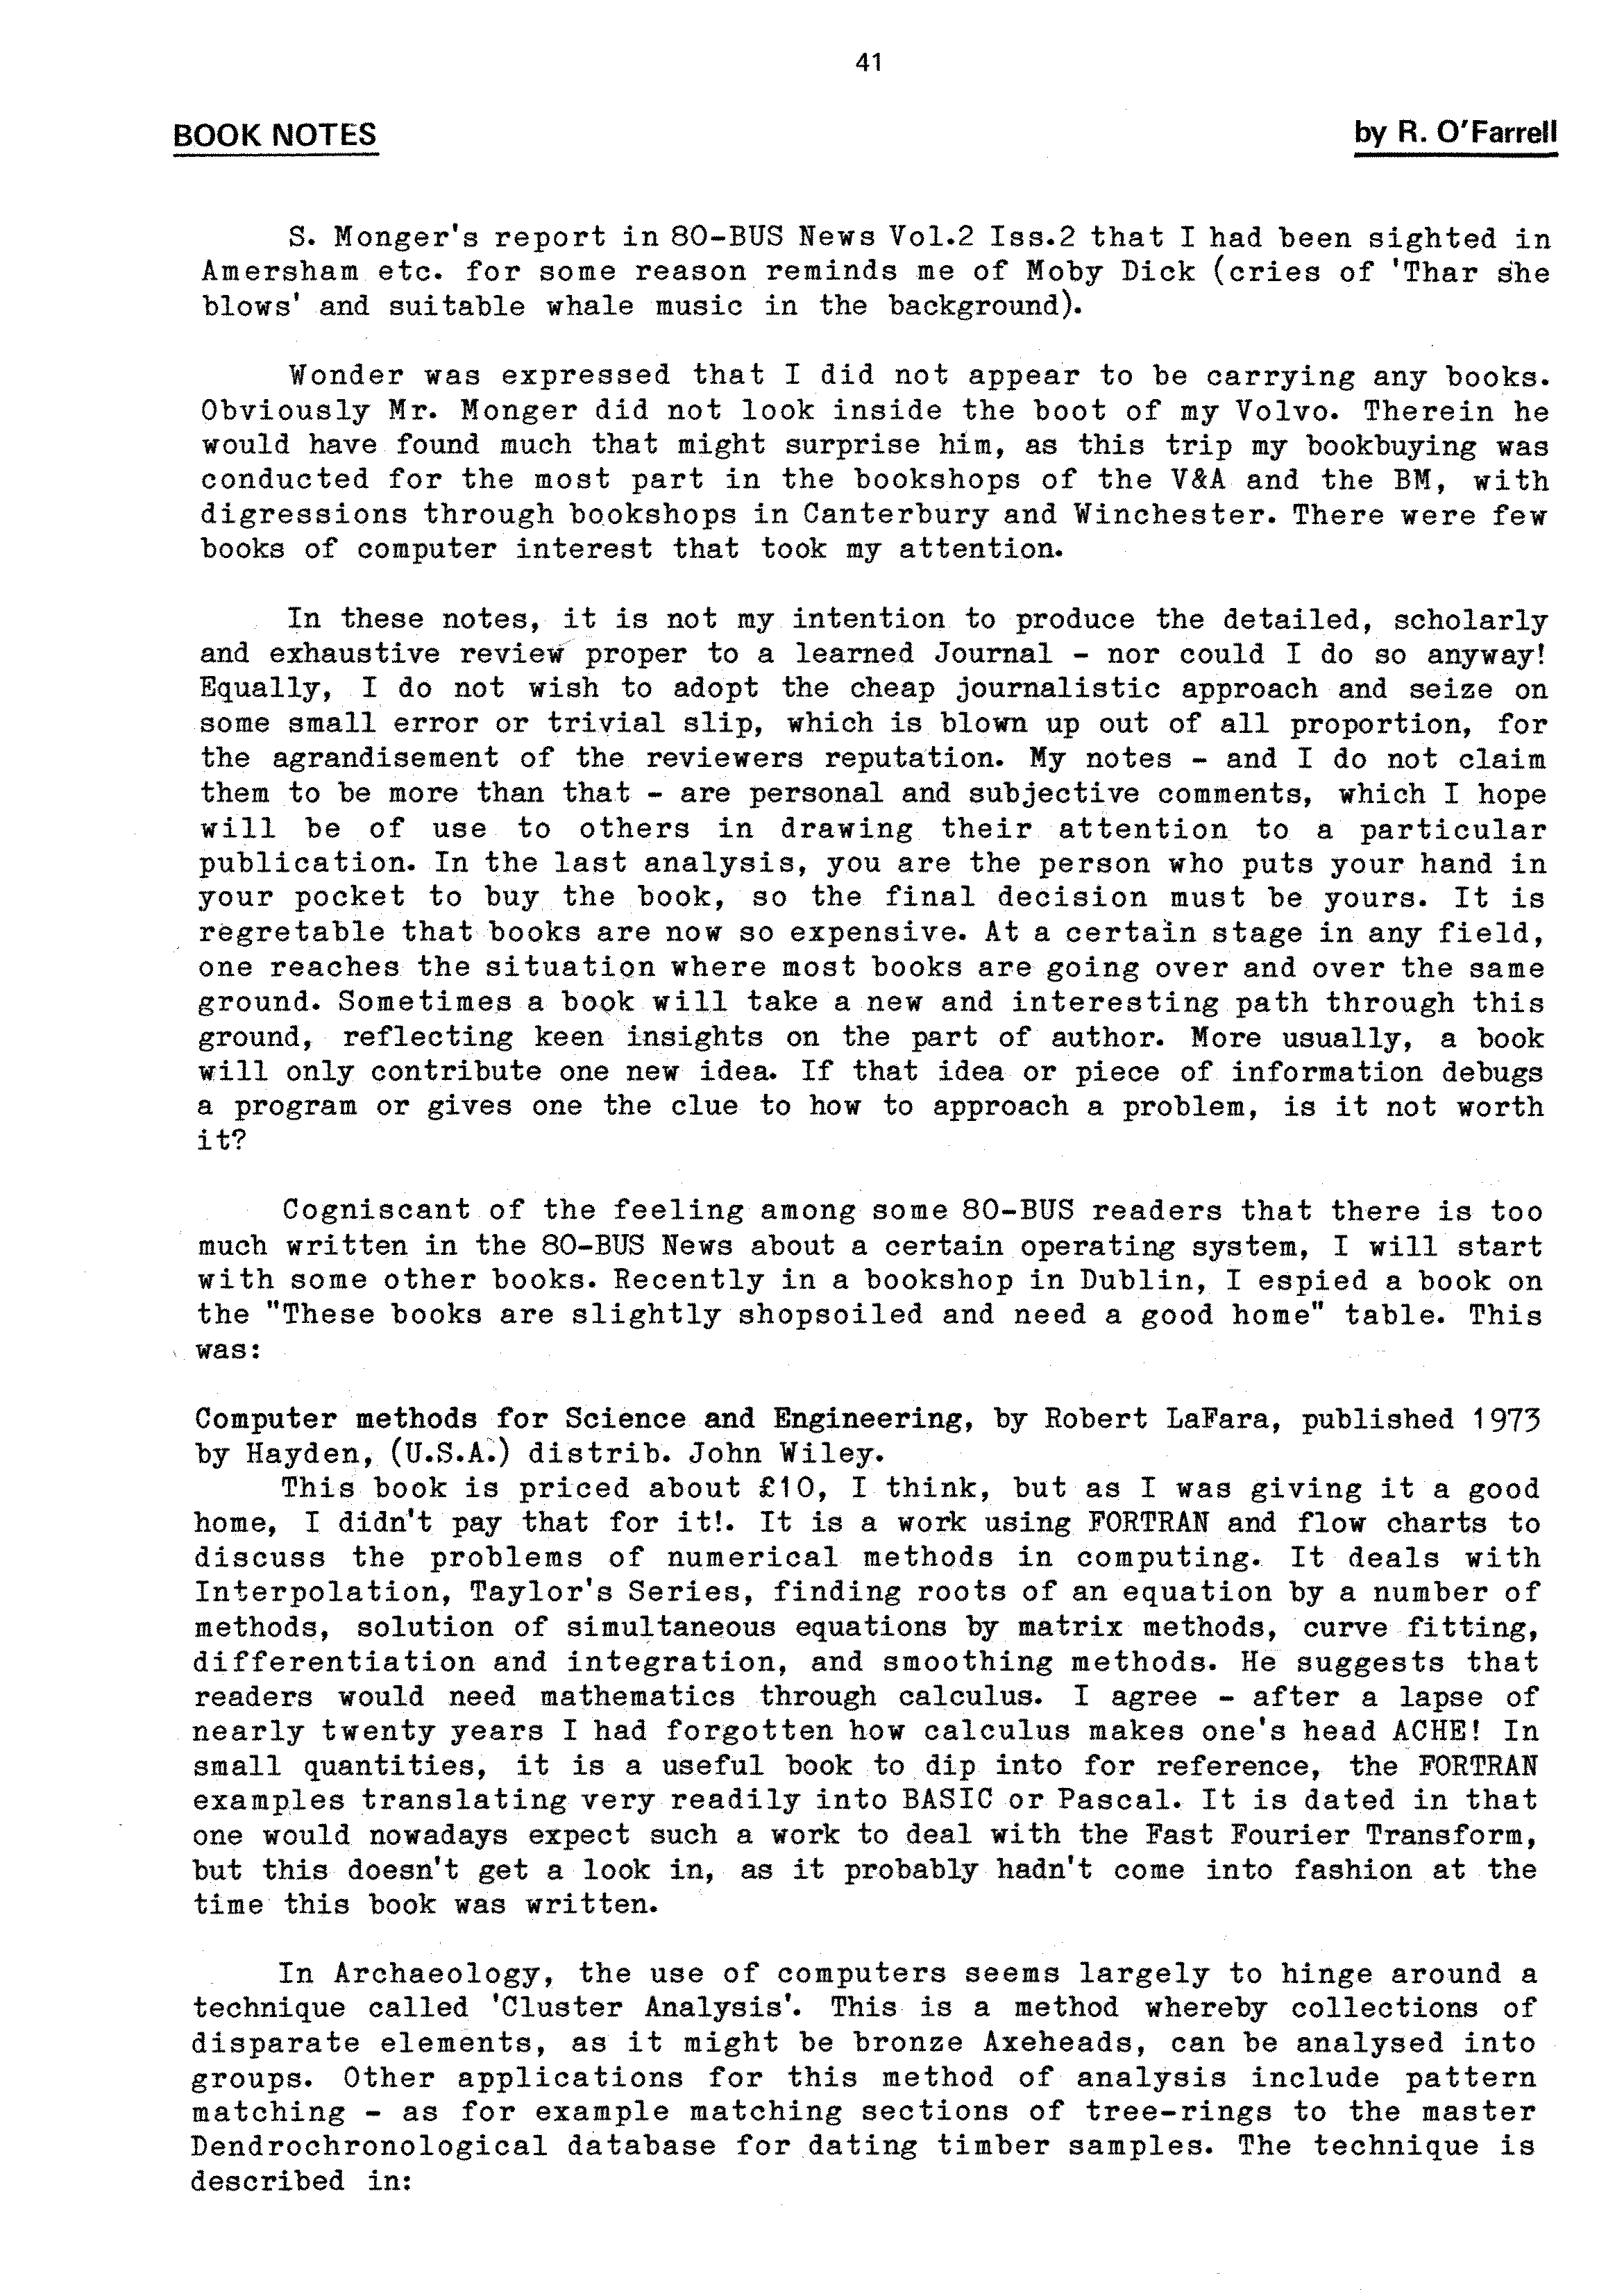 41
BOOK NOTES
by R. O'Farrell
S. Monger's report in 80-BUS News Vol.2 Iss.2 that I had been sighted in
Amersham etc. for some reason reminds me of Moby Dick (cries of 'Thar she
blows' and suitable whale music in the background).
Wonder was expressed that I did not appear to be carrying any books.
Obviously Mr. Monger did not look inside the boot of my Volvo. Therein he
would have found much that might surprise him, as this trip my bookbuying was
conducted for the most part in the bookshops of the V&A and the BM, with
digressions through bookshops in Canterbury and Winchester. There were few
books of computer interest that took my attention.
In these notes, it is not my intention to produce the detailed, scholarly
and exhaustive review proper to a learned Journal - nor could I do so anyway!
Equally, I do not wish to adopt the cheap journalistic approach and seize on
some small error or trivial slip, which is blown up out of all proportion, for
the agrandisement of the reviewers reputation. My notes - and I do not claim
them to be more than that - are personal and subjective comments, which I hope
will be of use to others in drawing their attention to a particular
publication. In the last analysis, you are the person who puts your hand in
your pocket to buy the book, so the final decision must be yours. It is
regretable that books are now so expensive. At a certain stage in any field,
one reaches the situation where most books are going over and over the same
ground. Sometimes a book will take a new and interesting path through this
ground, reflecting keen insights on the part of author. More usually, a book
will only contribute one new idea. If that idea or piece of information debugs
a program or gives one the clue to how to approach a problem, is it not worth
it?
Cogniscant of the feeling among some 80-BUS readers that there is too
much written in the 80-BUS News about a certain operating system, I will start
with some other books. Recently in a bookshop in Dublin, I espied a book on
the "These books are slightly shopsoiled and need a good home" table. This
was:
Computer methods for Science and Engineering, by Robert LaFara, published 1973
by Hayden, (U.S.A.) distrib. John Wiley.
This book is priced about £10, I think, but as I was giving it a good
home, I didn't pay that for it!. It is a work using FORTRAN and flow charts to
discuss the problems of numerical methods in computing. It deals with
Interpolation, Taylor's Series, finding roots of an equation by a number of
methods, solution of simultaneous equations by matrix methods, curve fitting,
differentiation and integration, and smoothing methods. He suggests that
readers would need mathematics through calculus. I agree - after a lapse of
nearly twenty years I had forgotten how calculus makes one's head ACHE! In
small quantities, it is a useful book to dip into for reference, the FORTRAN
examples translating very readily into BASIC or Pascal. It is dated in that
one would nowadays expect such a work to deal with the Fast Fourier Transform,
but this doesn't get a look in, as it probably hadn't come into fashion at the
time this book was written.
In Archaeology, the use of computers seems largely to hinge around a
technique called 'Cluster Analysis'. This is a method whereby collections of
disparate elements, as it might be bronze Axeheads, can be analysed into
groups. Other applications for this method of analysis include pattern
matching - as for example matching sections of tree-rings to the master
Dendrochronological database for dating timber samples. The technique is
described in: